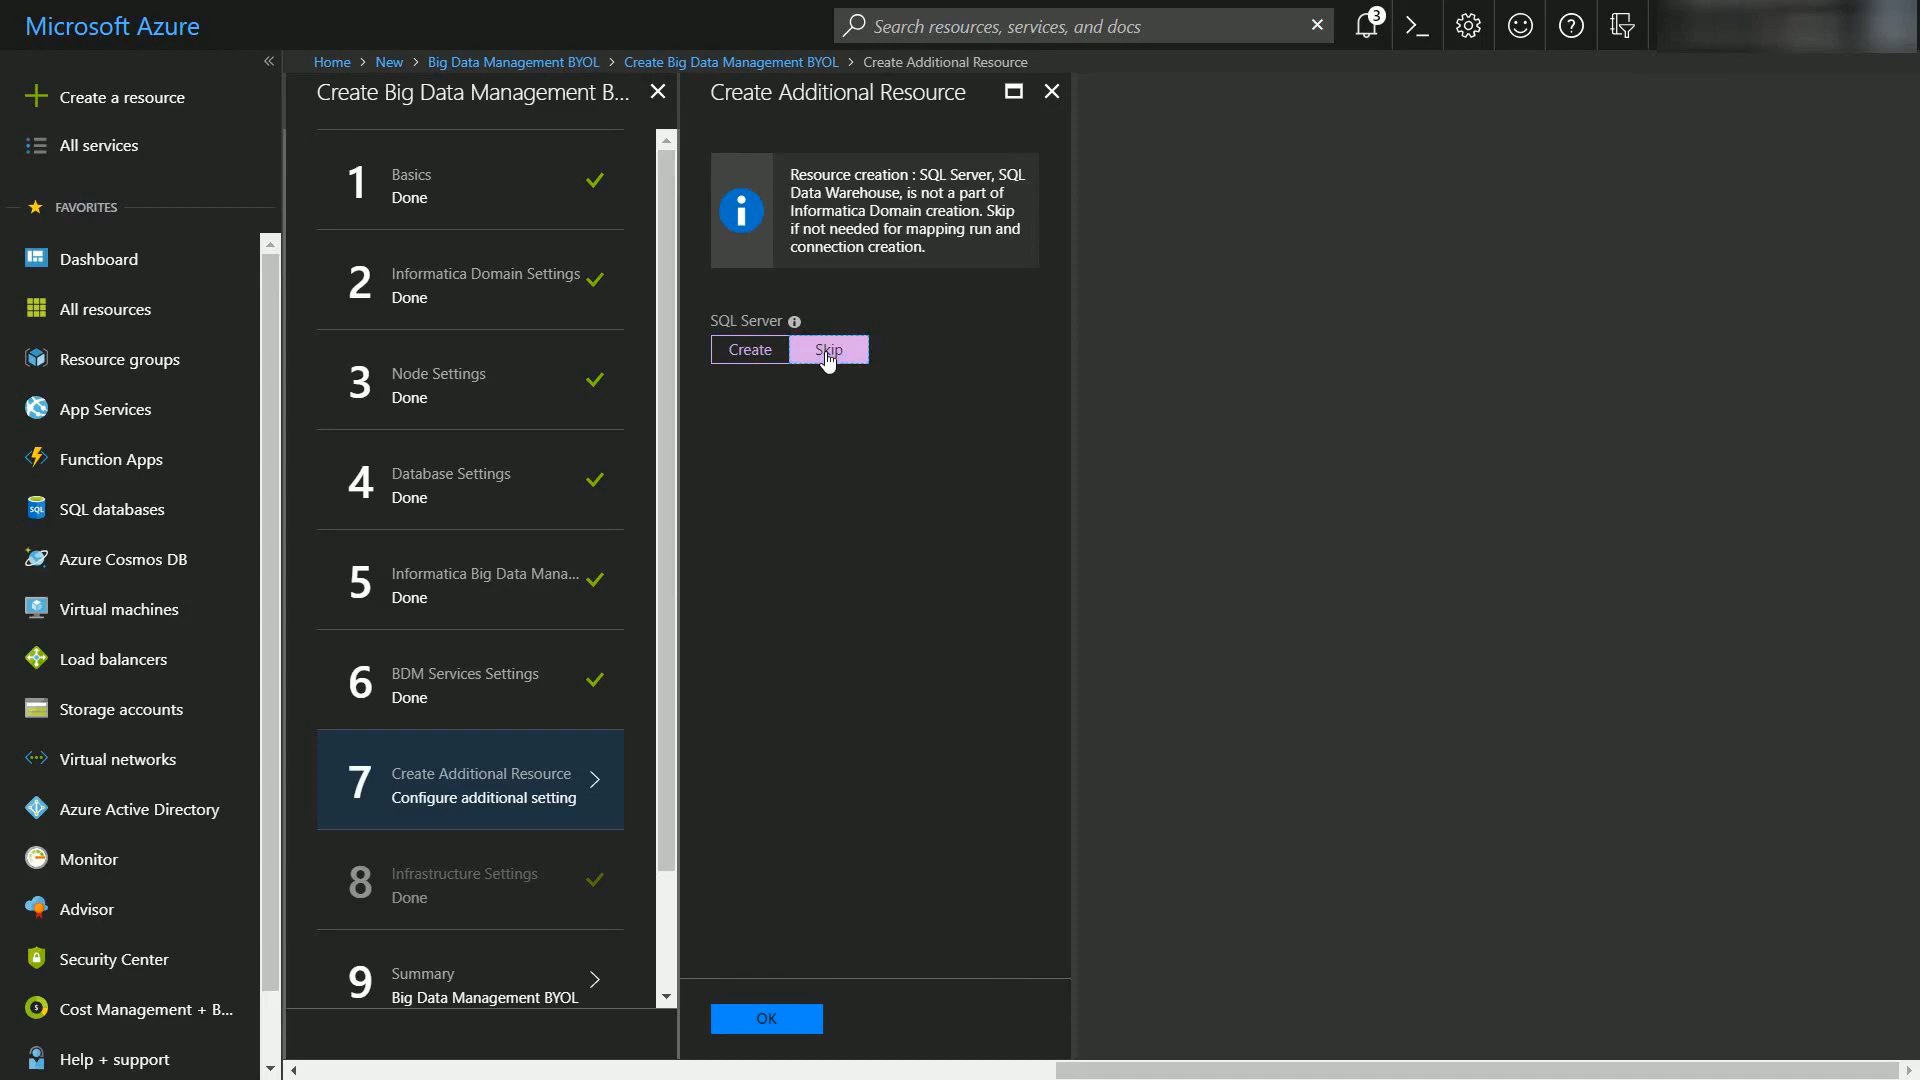 Microsoft Azure
Search resources, services, and docs
3
Home > New > Big Data Management BYOL > Create Big Data Management BYOL > Create Additional Resource
Create a resource
All services
FAVORITES
Dashboard
All resources
Resource groups
App Services
Function Apps
SQL databases
Azure Cosmos DB
Virtual machines
Load balancers
Storage accounts
Virtual networks
Azure Active Directory
Monitor
Advisor
Security Center
Cost Management + B...
Help + support
Create Big Data Management B...
1
Basics
Done
2
Informatica Domain Settings
Done
3
Node Settings
Done
4
Database Settings
Done
5
Informatica Big Data Mana...
Done
6
BDM Services Settings
Done
7
Create Additional Resource
Configure additional setting
8
Infrastructure Settings
Done
9
Summary
Big Data Management BYOL
Create Additional Resource
Resource creation : SQL Server, SQL
Data Warehouse, is not a part of
Informatica Domain creation. Skip
if not needed for mapping run and
connection creation.
SQL Server
Create
Skip
OK